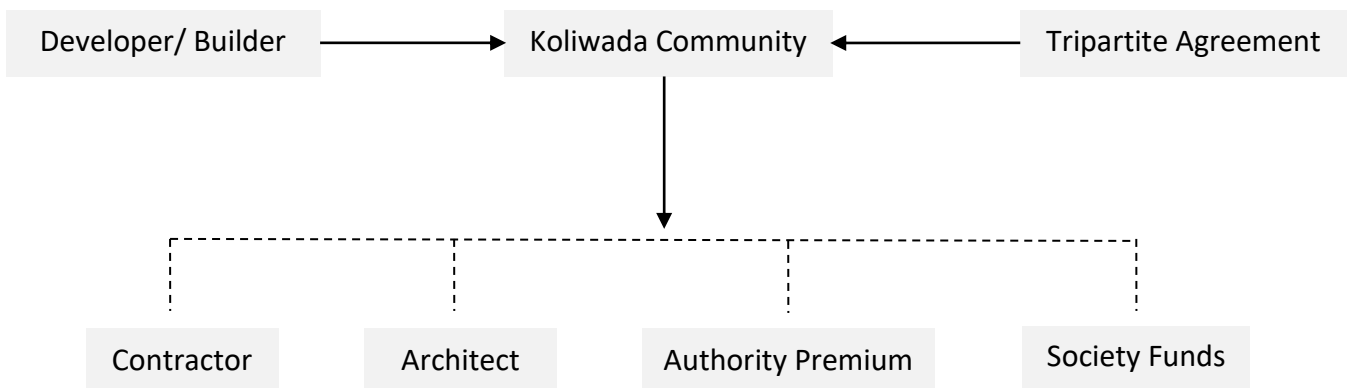 Developer/ Builder
Koliwada Community
Tripartite Agreement
Contractor
Architect
Authority Premium
Society Funds